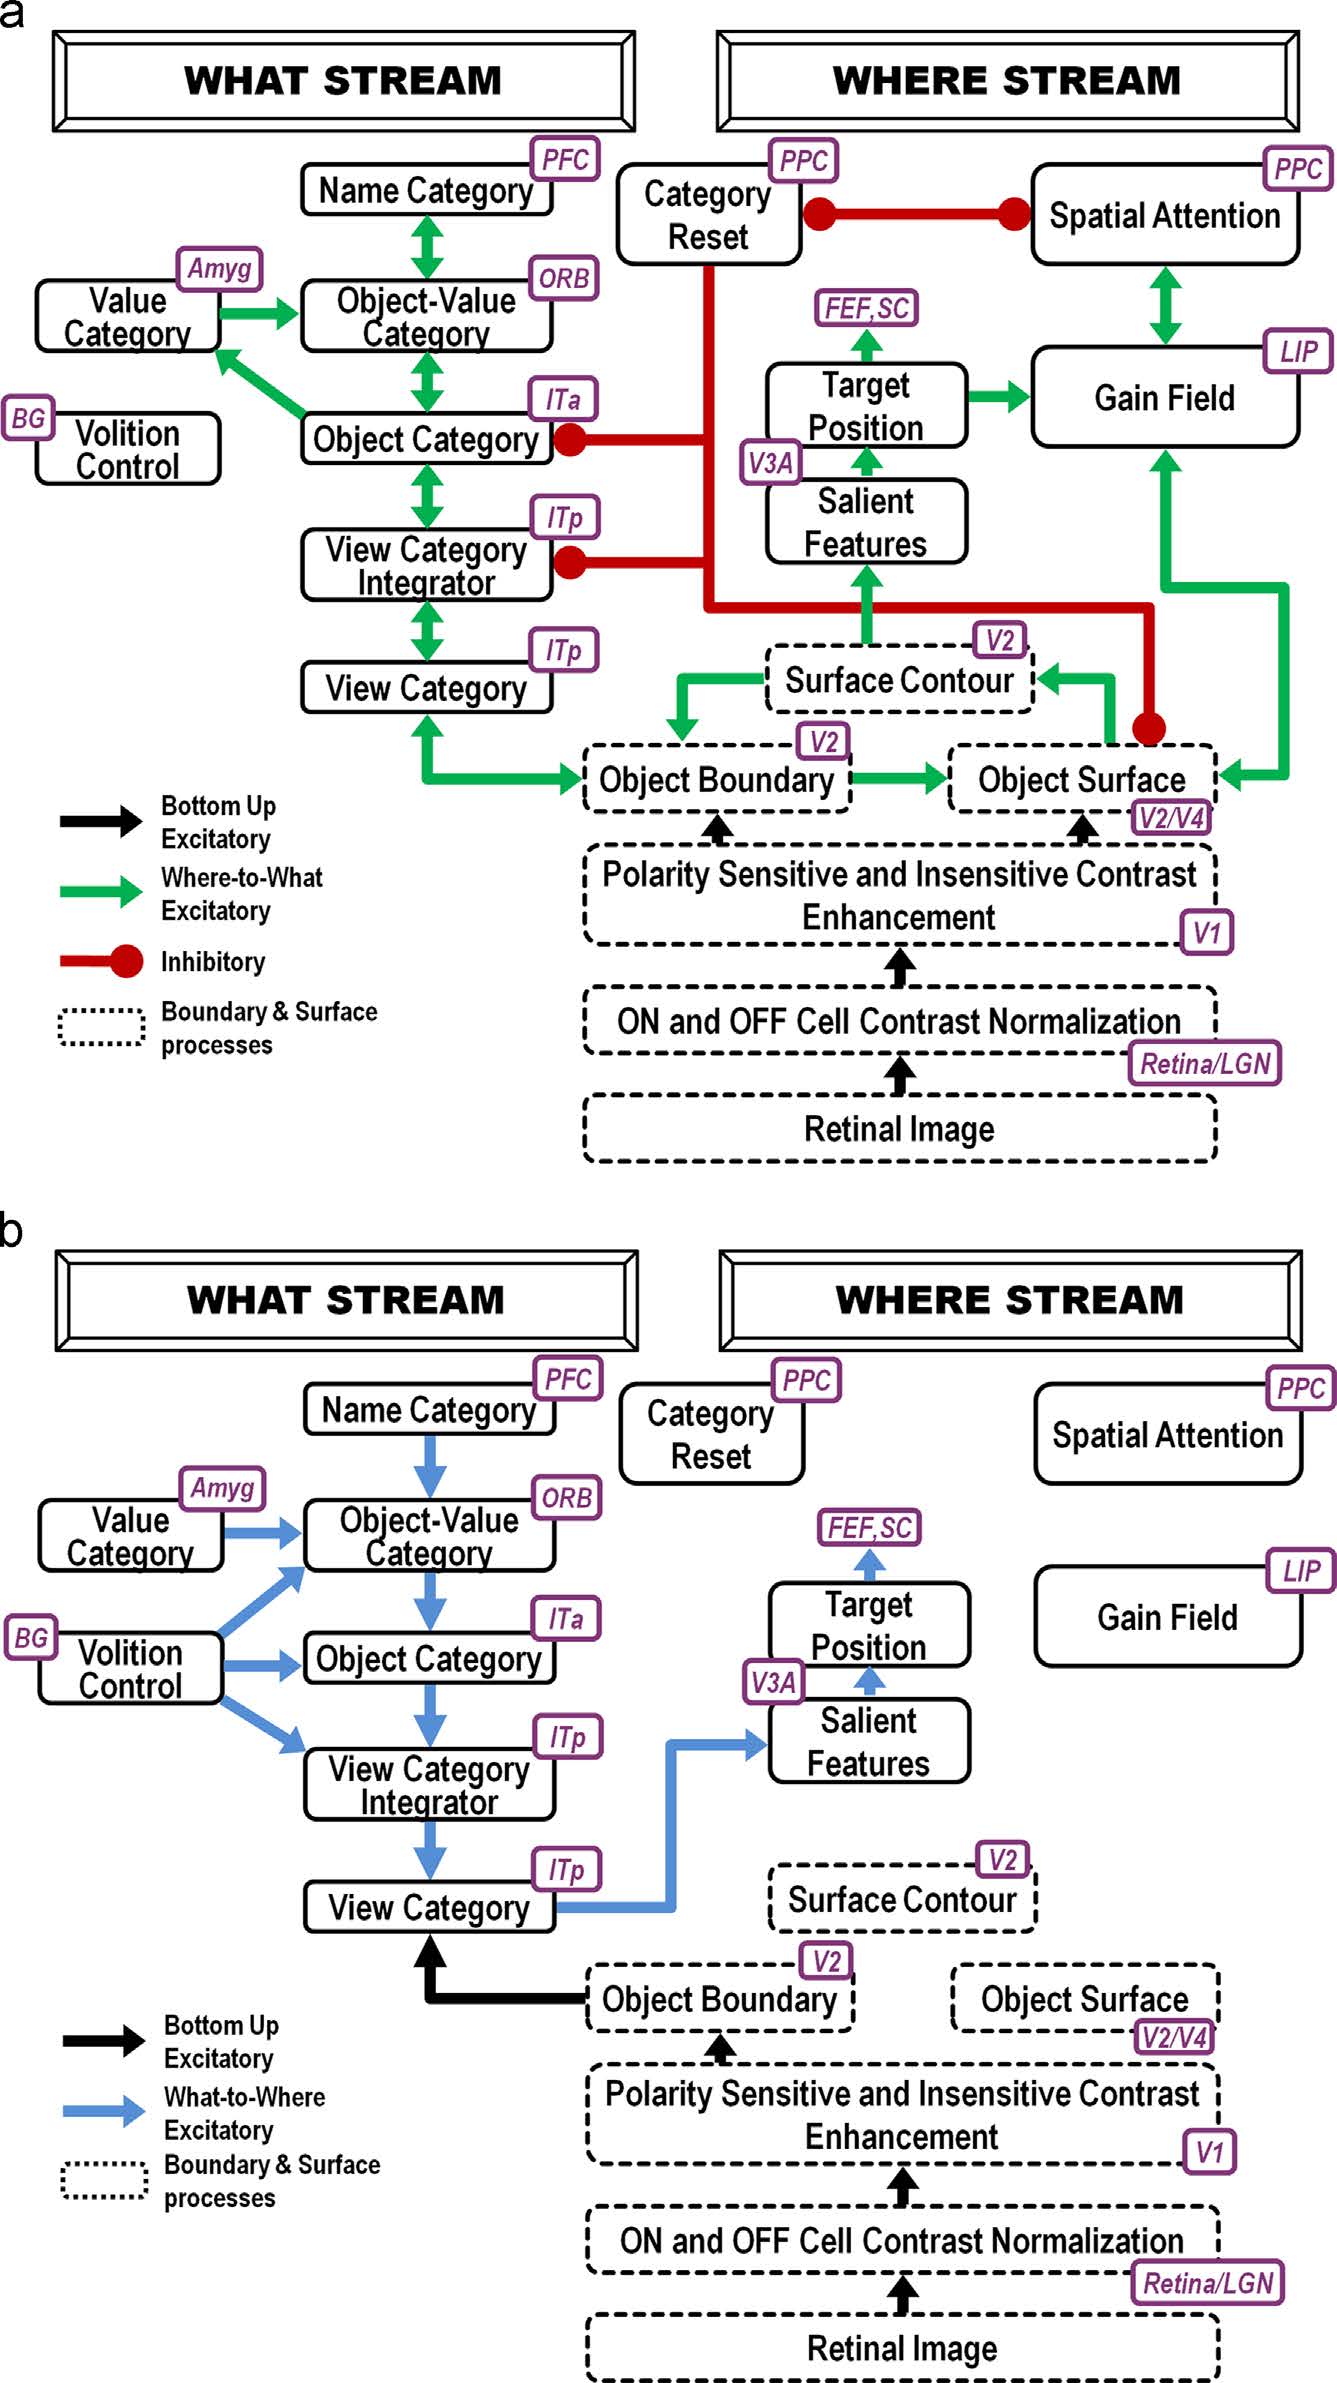 a
WHAT STREAM
WHERE STREAM
PFC
Name Category
PPC
Category
Reset
PPC
Spatial Attention
Amyg
Value
Category
ORB
Object-Value
Category
FEF,SC
Target
Position
LIP
Gain Field
BG
Volition
Control
ITa
Object Category
V3A
Salient
Features
ITp
View Category
Integrator
ITp
View Category
V2
Surface Contour
V2
Object Boundary
Object Surface
V2/V4
Polarity Sensitive and Insensitive Contrast
Enhancement
V1
ON and OFF Cell Contrast Normalization
Retina/LGN
Retinal Image
Bottom Up
Excitatory
Where-to-What
Excitatory
Inhibitory
Boundary & Surface
processes
b
WHAT STREAM
WHERE STREAM
PFC
Name Category
PPC
Category
Reset
PPC
Spatial Attention
Amyg
Value
Category
ORB
Object-Value
Category
FEF,SC
Target
Position
LIP
Gain Field
BG
Volition
Control
ITa
Object Category
V3A
Salient
Features
ITp
View Category
Integrator
ITp
View Category
V2
Surface Contour
V2
Object Boundary
Object Surface
V2/V4
Polarity Sensitive and Insensitive Contrast
Enhancement
V1
ON and OFF Cell Contrast Normalization
Retina/LGN
Retinal Image
Bottom Up
Excitatory
What-to-Where
Excitatory
Boundary & Surface
processes